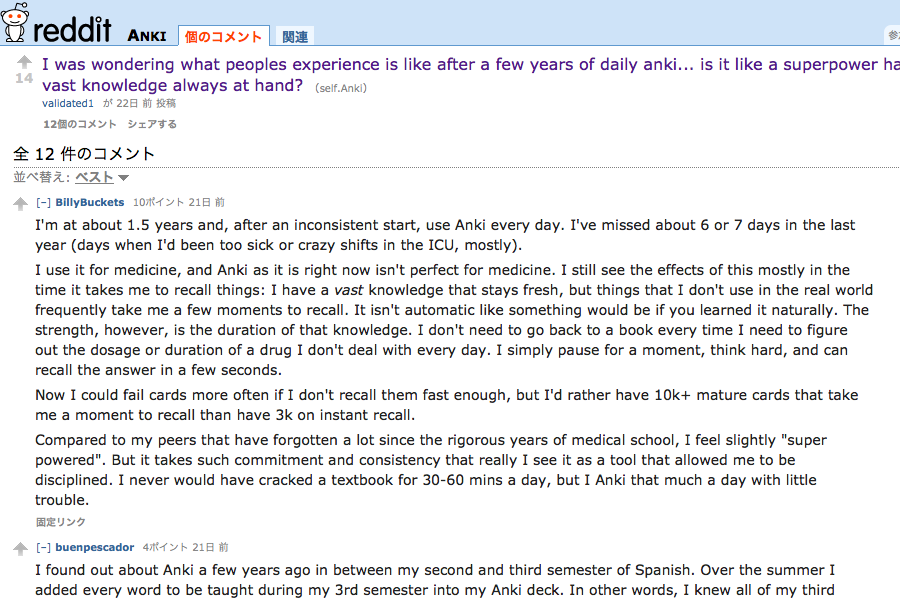 reddit ANKI 個のコメント 関連
I was wondering what peoples experience is like after a few years of daily anki... is it like a superpower ha
14
vast knowledge always at hand? (self.Anki)
validated1 が 22日 前 投稿
12個のコメント シェアする
全 12 件のコメント
並べ替え: ベスト
[–] BillyBuckets 10ポイント 21日 前
I'm at about 1.5 years and, after an inconsistent start, use Anki every day. I've missed about 6 or 7 days in the last
year (days when I'd been too sick or crazy shifts in the ICU, mostly).
I use it for medicine, and Anki as it is right now isn't perfect for medicine. I still see the effects of this mostly in the
time it takes me to recall things: I have a vast knowledge that stays fresh, but things that I don't use in the real world
frequently take me a few moments to recall. It isn't automatic like something would be if you learned it naturally. The
strength, however, is the duration of that knowledge. I don't need to go back to a book every time I need to figure
out the dosage or duration of a drug I don't deal with every day. I simply pause for a moment, think hard, and can
recall the answer in a few seconds.
Now I could fail cards more often if I don't recall them fast enough, but I'd rather have 10k+ mature cards that take
me a moment to recall than have 3k on instant recall.
Compared to my peers that have forgotten a lot since the rigorous years of medical school, I feel slightly "super
powered". But it takes such commitment and consistency that really I see it as a tool that allowed me to be
disciplined. I never would have cracked a textbook for 30-60 mins a day, but I Anki that much a day with little
trouble.
固定リンク
[–] buenpescador 4ポイント 21日 前
I found out about Anki a few years ago in between my second and third semester of Spanish. Over the summer I
added every word to be taught during my 3rd semester into my Anki deck. In other words, I knew all of my third